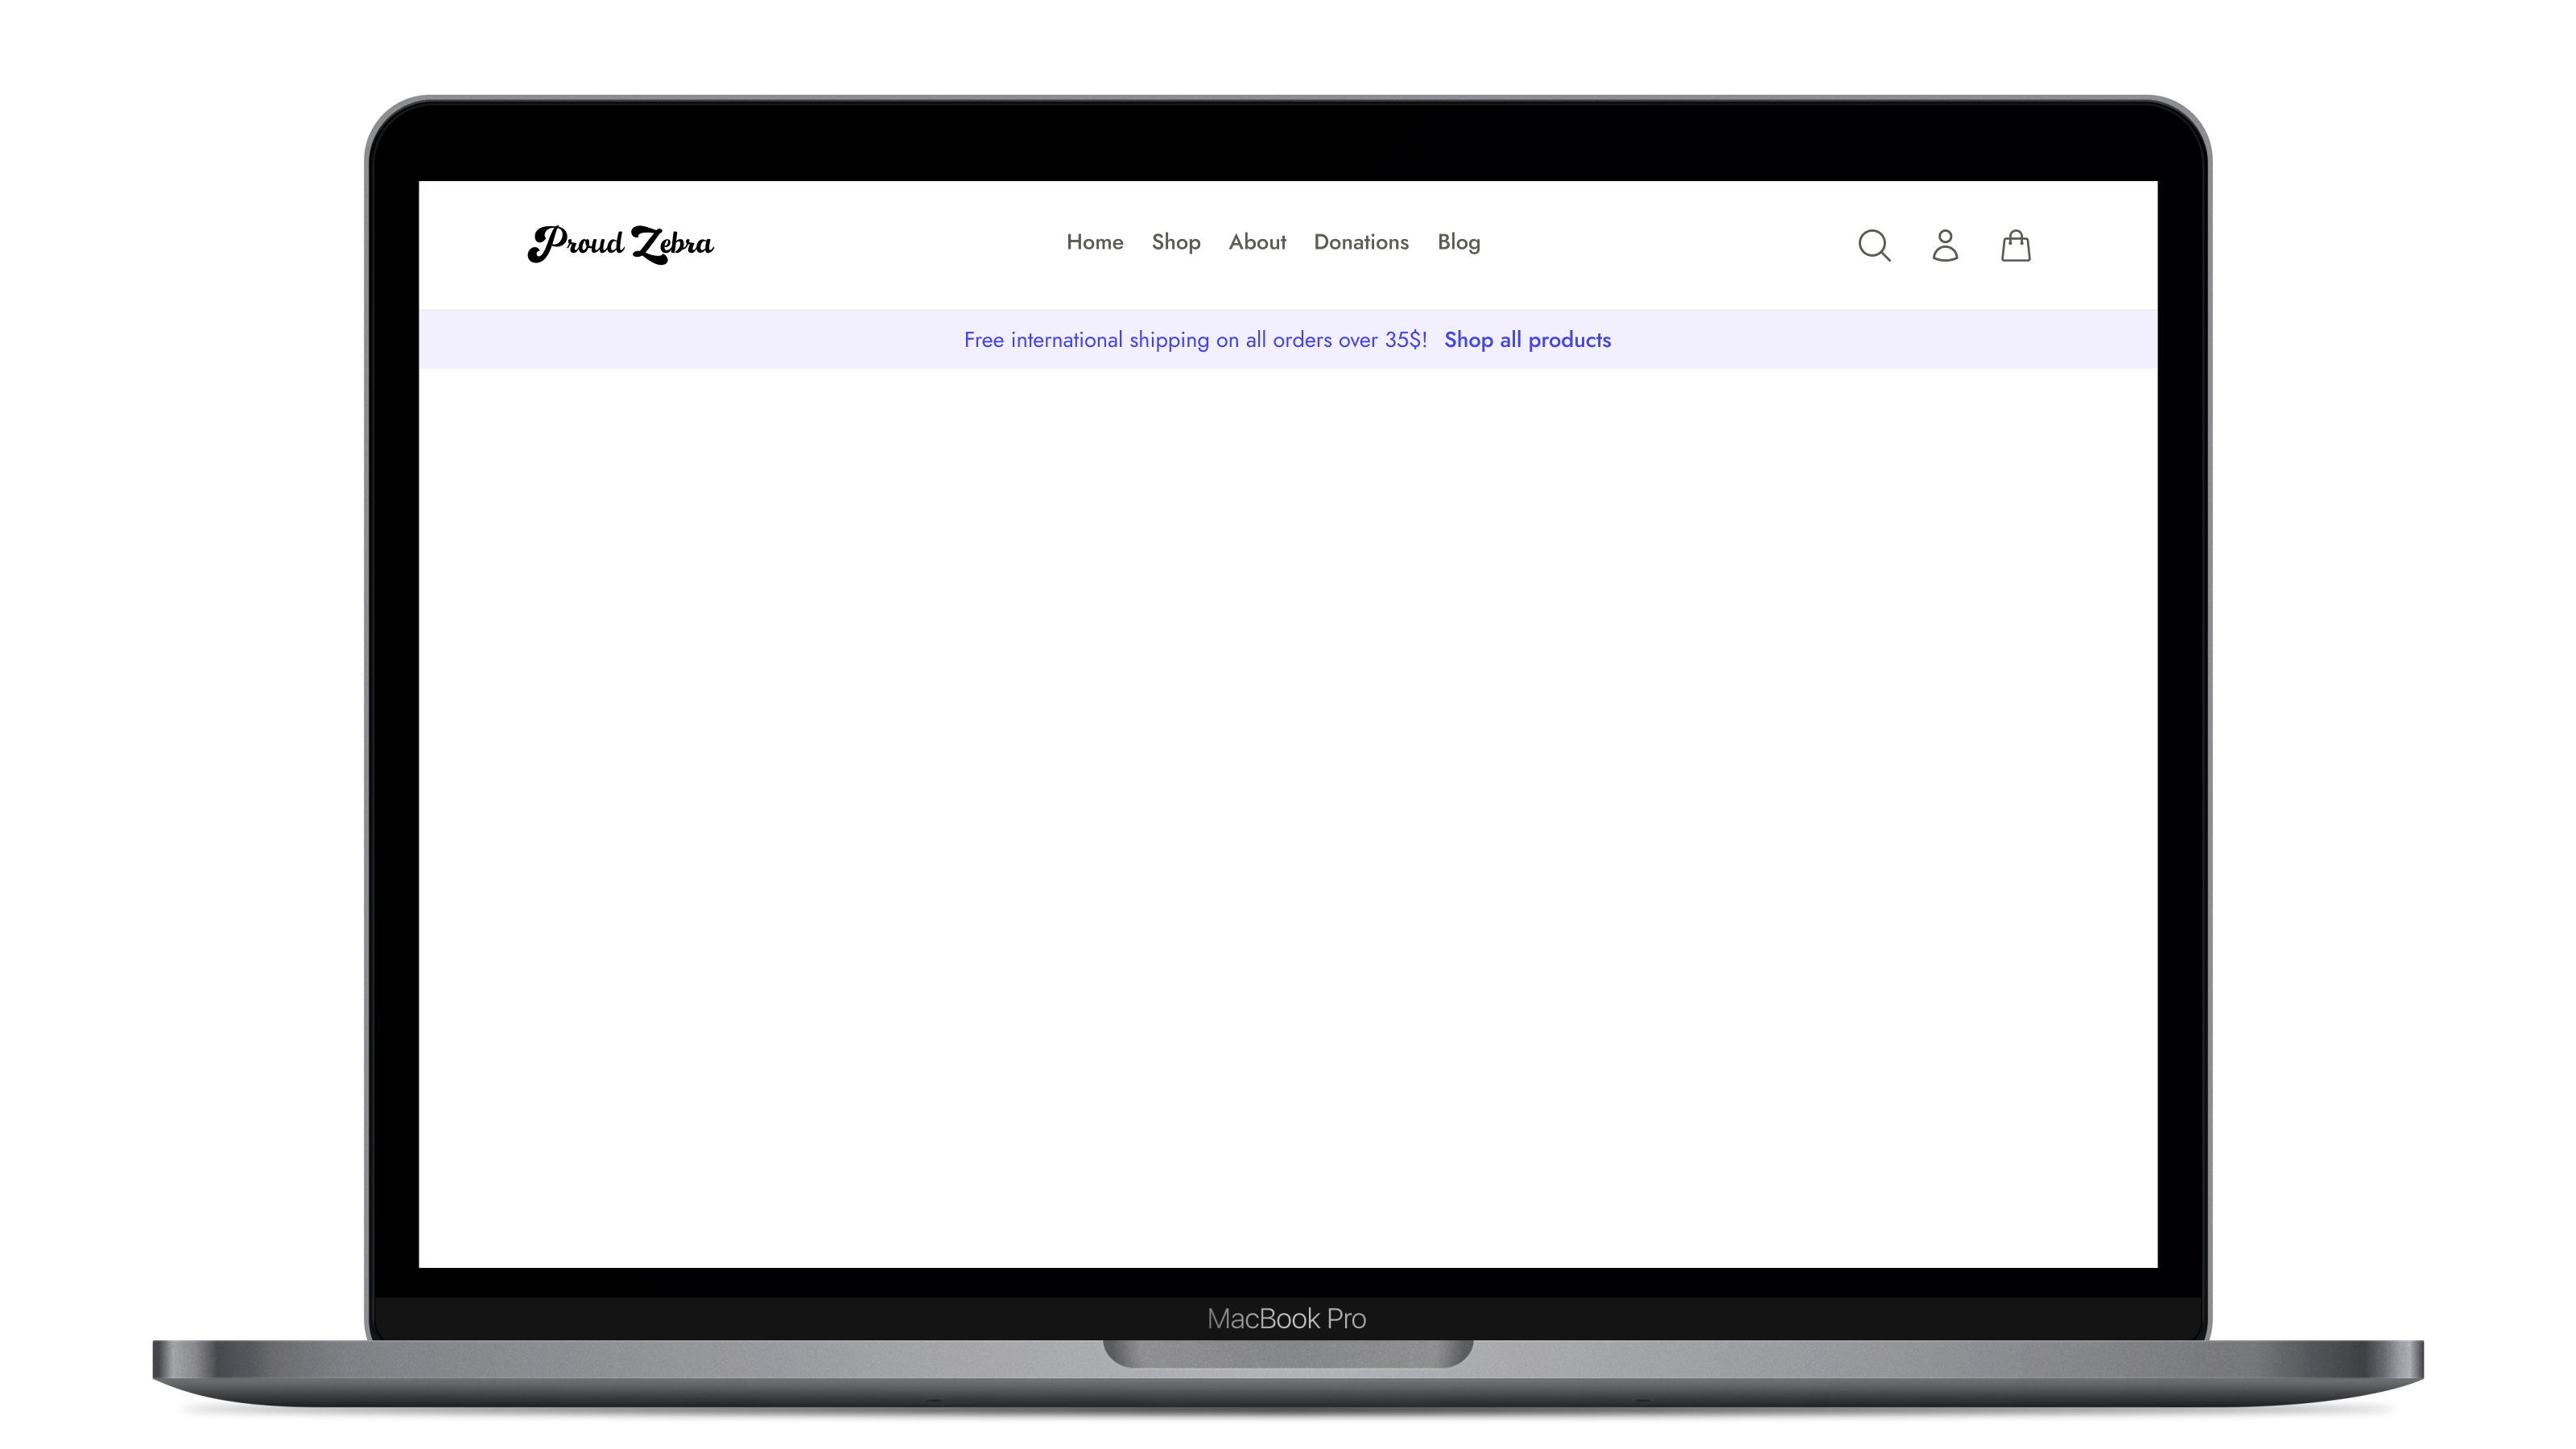 Proud Zebra
Home Shop About Donations Blog
Free international shipping on all orders over 35$! Shop all products
MacBook Pro